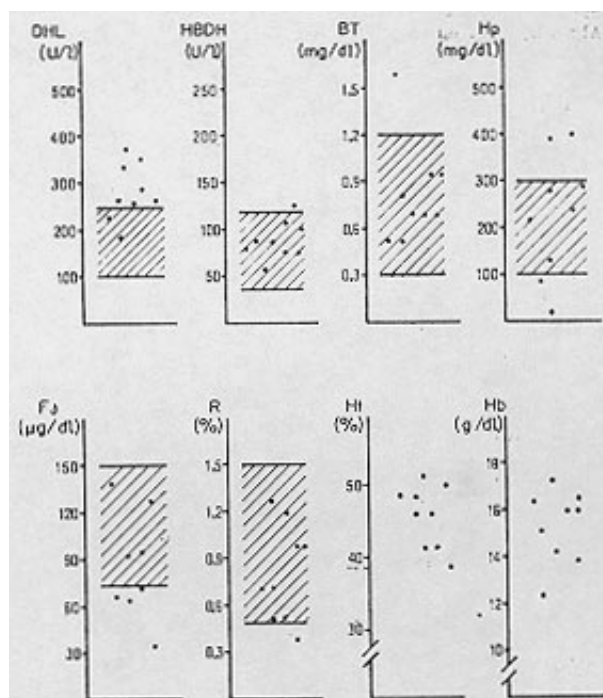 DHL HBDH BT Hp
(U/l) (U/l) (mg/dl) (mg/dl)
500 250 1,5 500
400 200 1,2 400
300 150 0,9 300
200 100 0,6 200
100 50 0,3 100
R Ht Hb
(µg/dl) (%) (%) (g/dl)
150 1,5 50 18
120 1,2 16
90 0,9 40 14
60 0,6 12
30 0,3 30 10